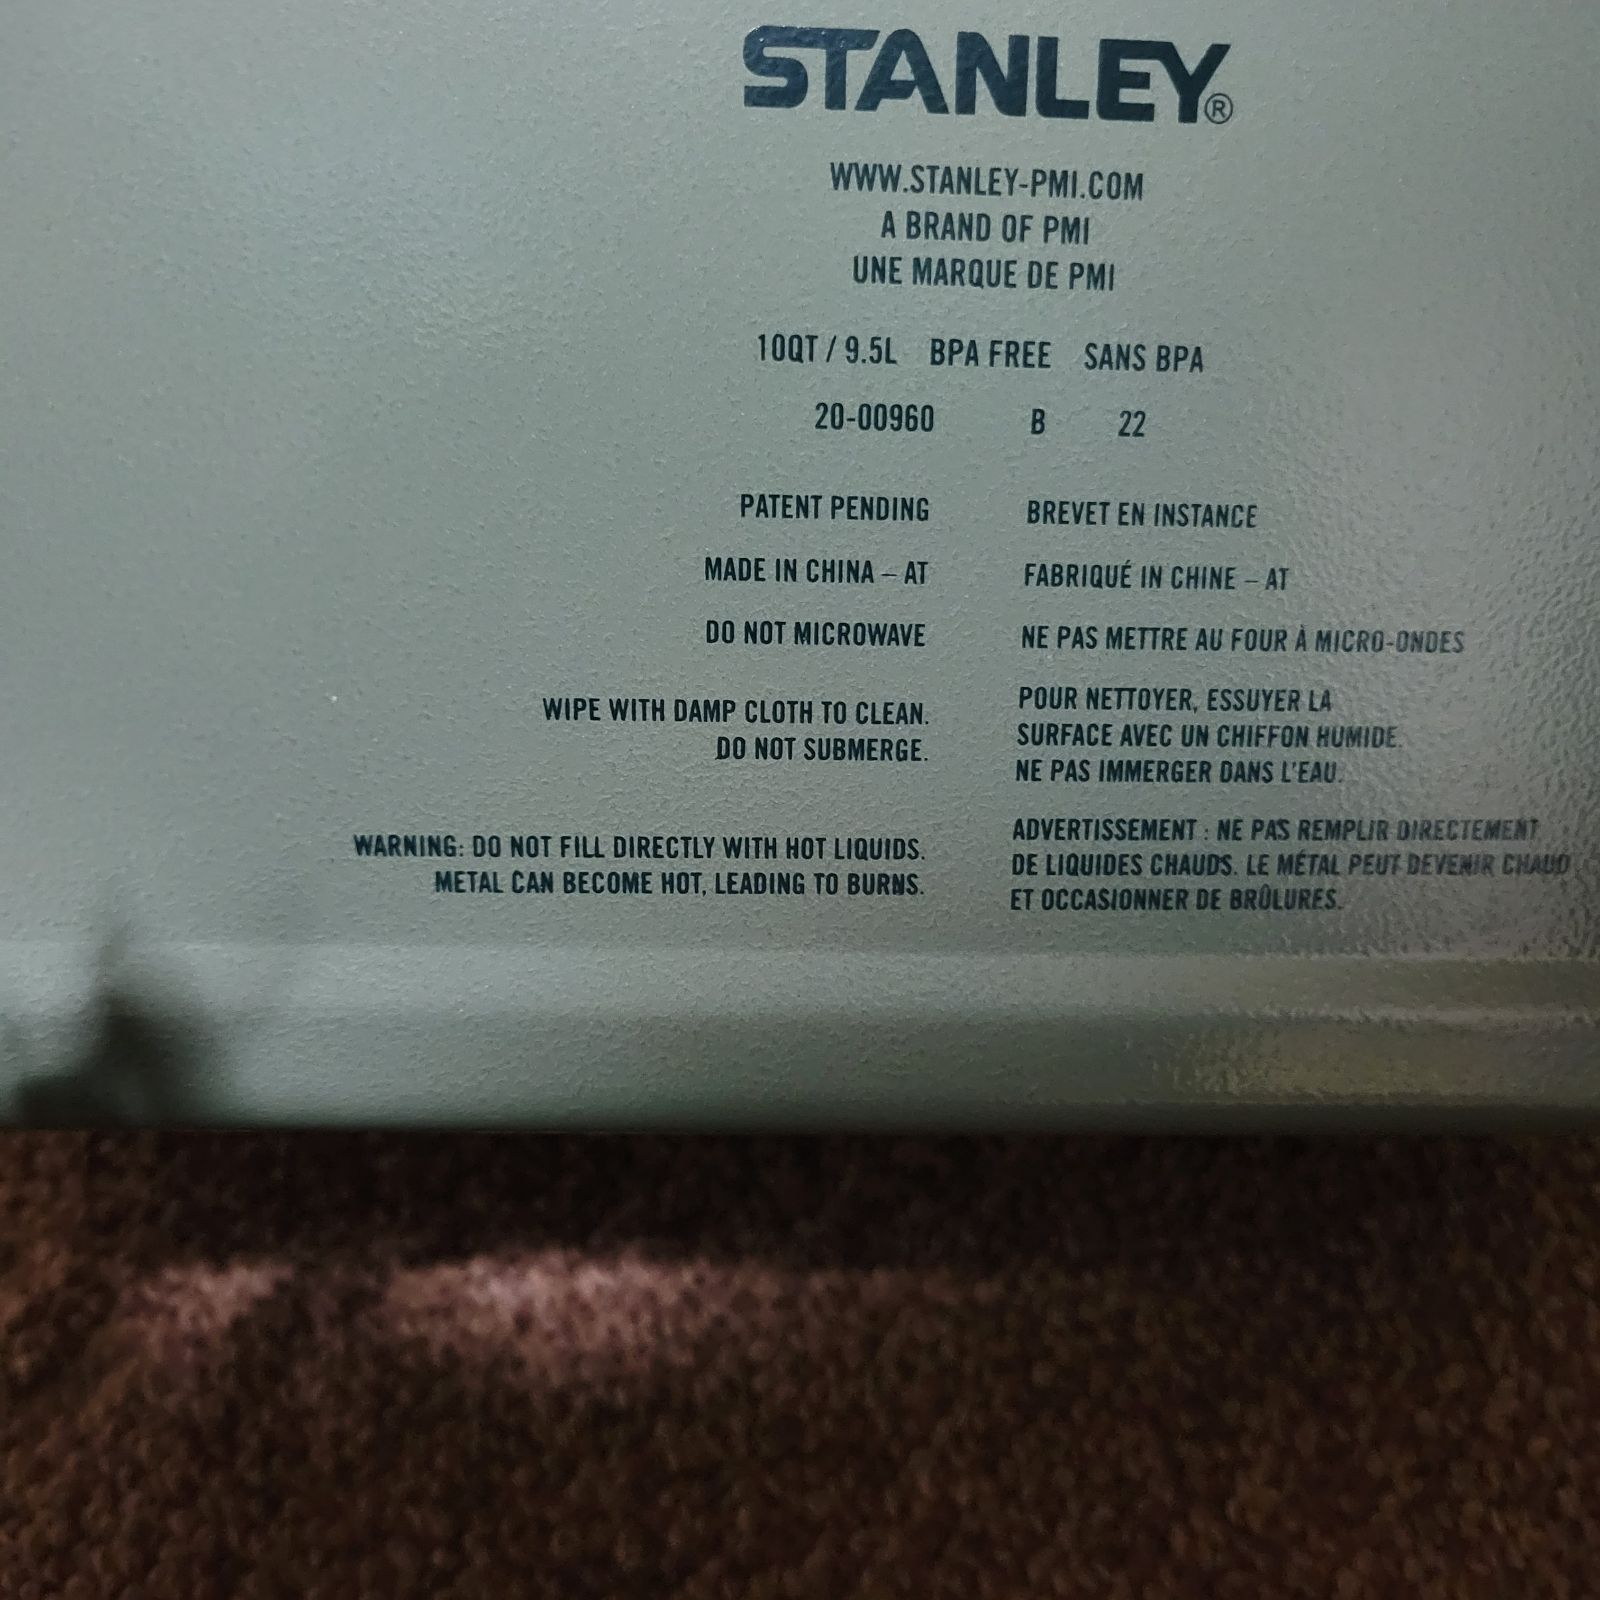 STANLEY®
WWW.STANLEY-PMI.COM
A BRAND OF PMI
UNE MARQUE DE PMI
10QT / 9.5L BPA FREE SANS BPA
20-00960 B 22
PATENT PENDING
MADE IN CHINA – AT
DO NOT MICROWAVE
WIPE WITH DAMP CLOTH TO CLEAN.
DO NOT SUBMERGE.
WARNING: DO NOT FILL DIRECTLY WITH HOT LIQUIDS.
METAL CAN BECOME HOT, LEADING TO BURNS.
BREVET EN INSTANCE
FABRIQUÉ IN CHINE – AT
NE PAS METTRE AU FOUR À MICRO-ONDES
POUR NETTOYER, ESSUYER LA
SURFACE AVEC UN CHIFFON HUMIDE.
NE PAS IMMERGER DANS L'EAU.
ADVERTISSEMENT : NE PAS REMPLIR DIRECTEMENT
DE LIQUIDES CHAUDS. LE MÉTAL PEUT DEVENIR CHAUD
ET OCCASIONNER DE BRÛLURES.